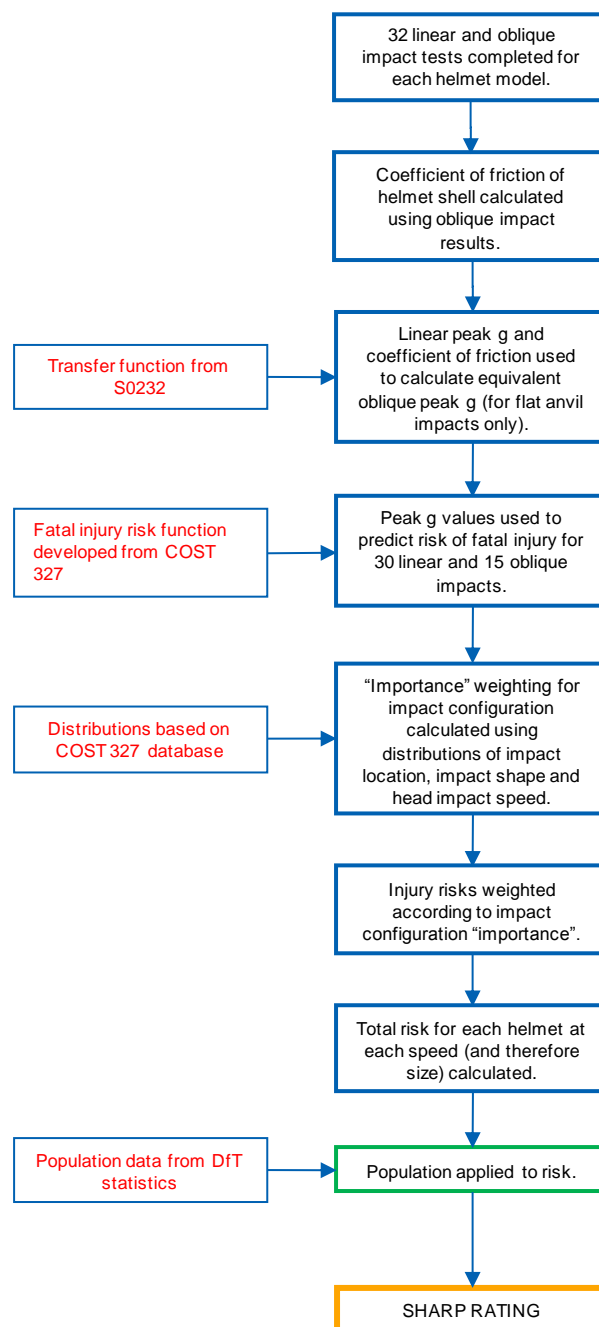 32 linear and oblique
impact tests completed for
each helmet model.
Coefficient of friction of
helmet shell calculated
using oblique impact
results.
Transfer function from
S0232
Linear peak g and
coefficient of friction used
to calculate equivalent
oblique peak g (for flat anvil
impacts only).
Fatal injury risk function
developed from COST
327
Peak g values used to
predict risk of fatal injury for
30 linear and 15 oblique
impacts.
Distributions based on
COST 327 database
“Importance” weighting for
impact configuration
calculated using
distributions of impact
location, impact shape and
head impact speed.
Injury risks weighted
according to impact
configuration “importance”.
Total risk for each helmet at
each speed (and therefore
size) calculated.
Population data from DfT
statistics
Population applied to risk.
SHARP RATING